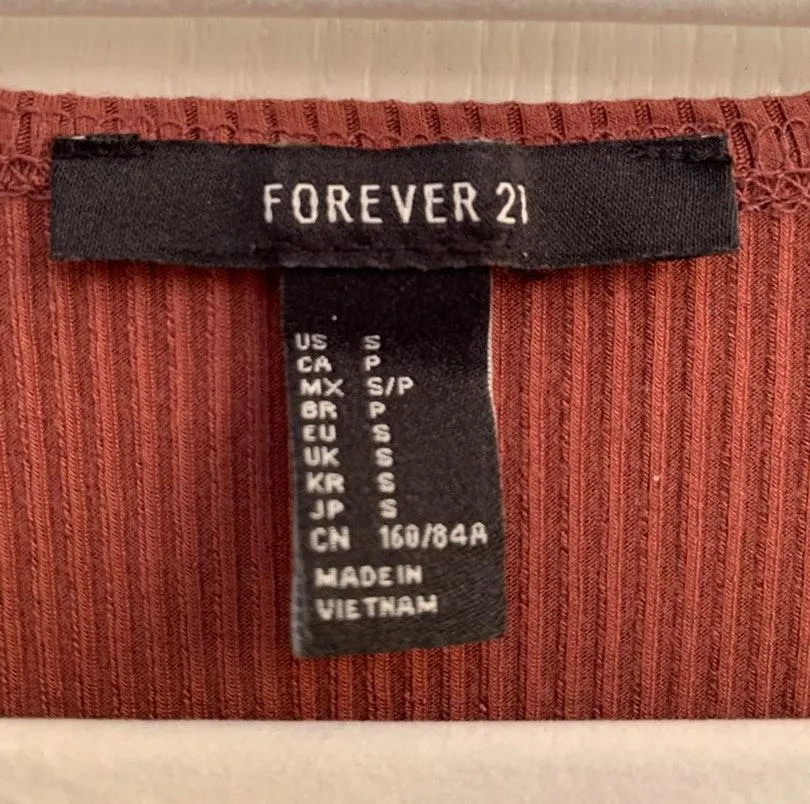 FOREVER 21
US S
CA P
MX S/P
BR P
EU S
UK S
KR S
JP S
CN 160/84A
MADE IN
VIETNAM